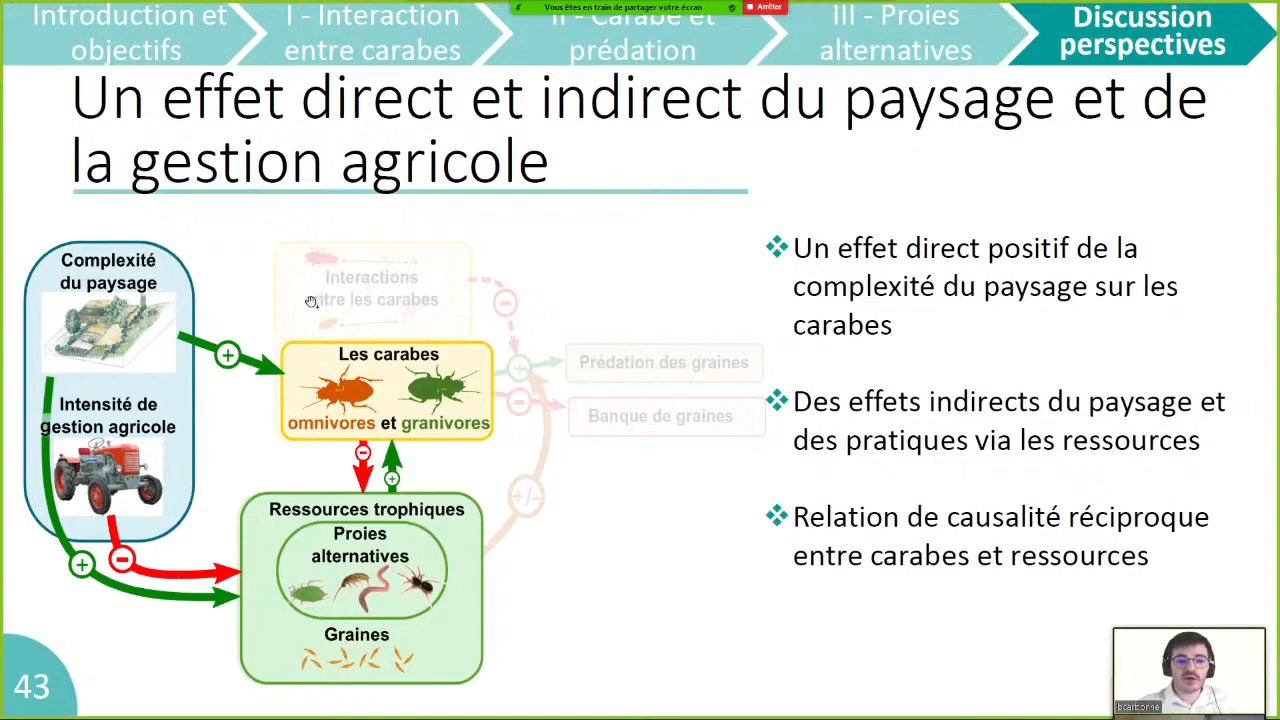 Introduction et
objectifs
I - Interaction
entre carabes
II - Carabe et
prédation
III - Proies
alternatives
Discussion
perspectives
Vous êtes en train de partager votre écran
Arrêter
Un effet direct et indirect du paysage et de
la gestion agricole
Complexité
du paysage
Intensité de
gestion agricole
Interactions
entre les carabes
Les carabes
omnivores et granivores
Prédation des graines
Banque de graines
+/-
Ressources trophiques
Proies
alternatives
Graines
Un effet direct positif de la
complexité du paysage sur les
carabes
Des effets indirects du paysage et
des pratiques via les ressources
Relation de causalité réciproque
entre carabes et ressources
43
bcarbonne